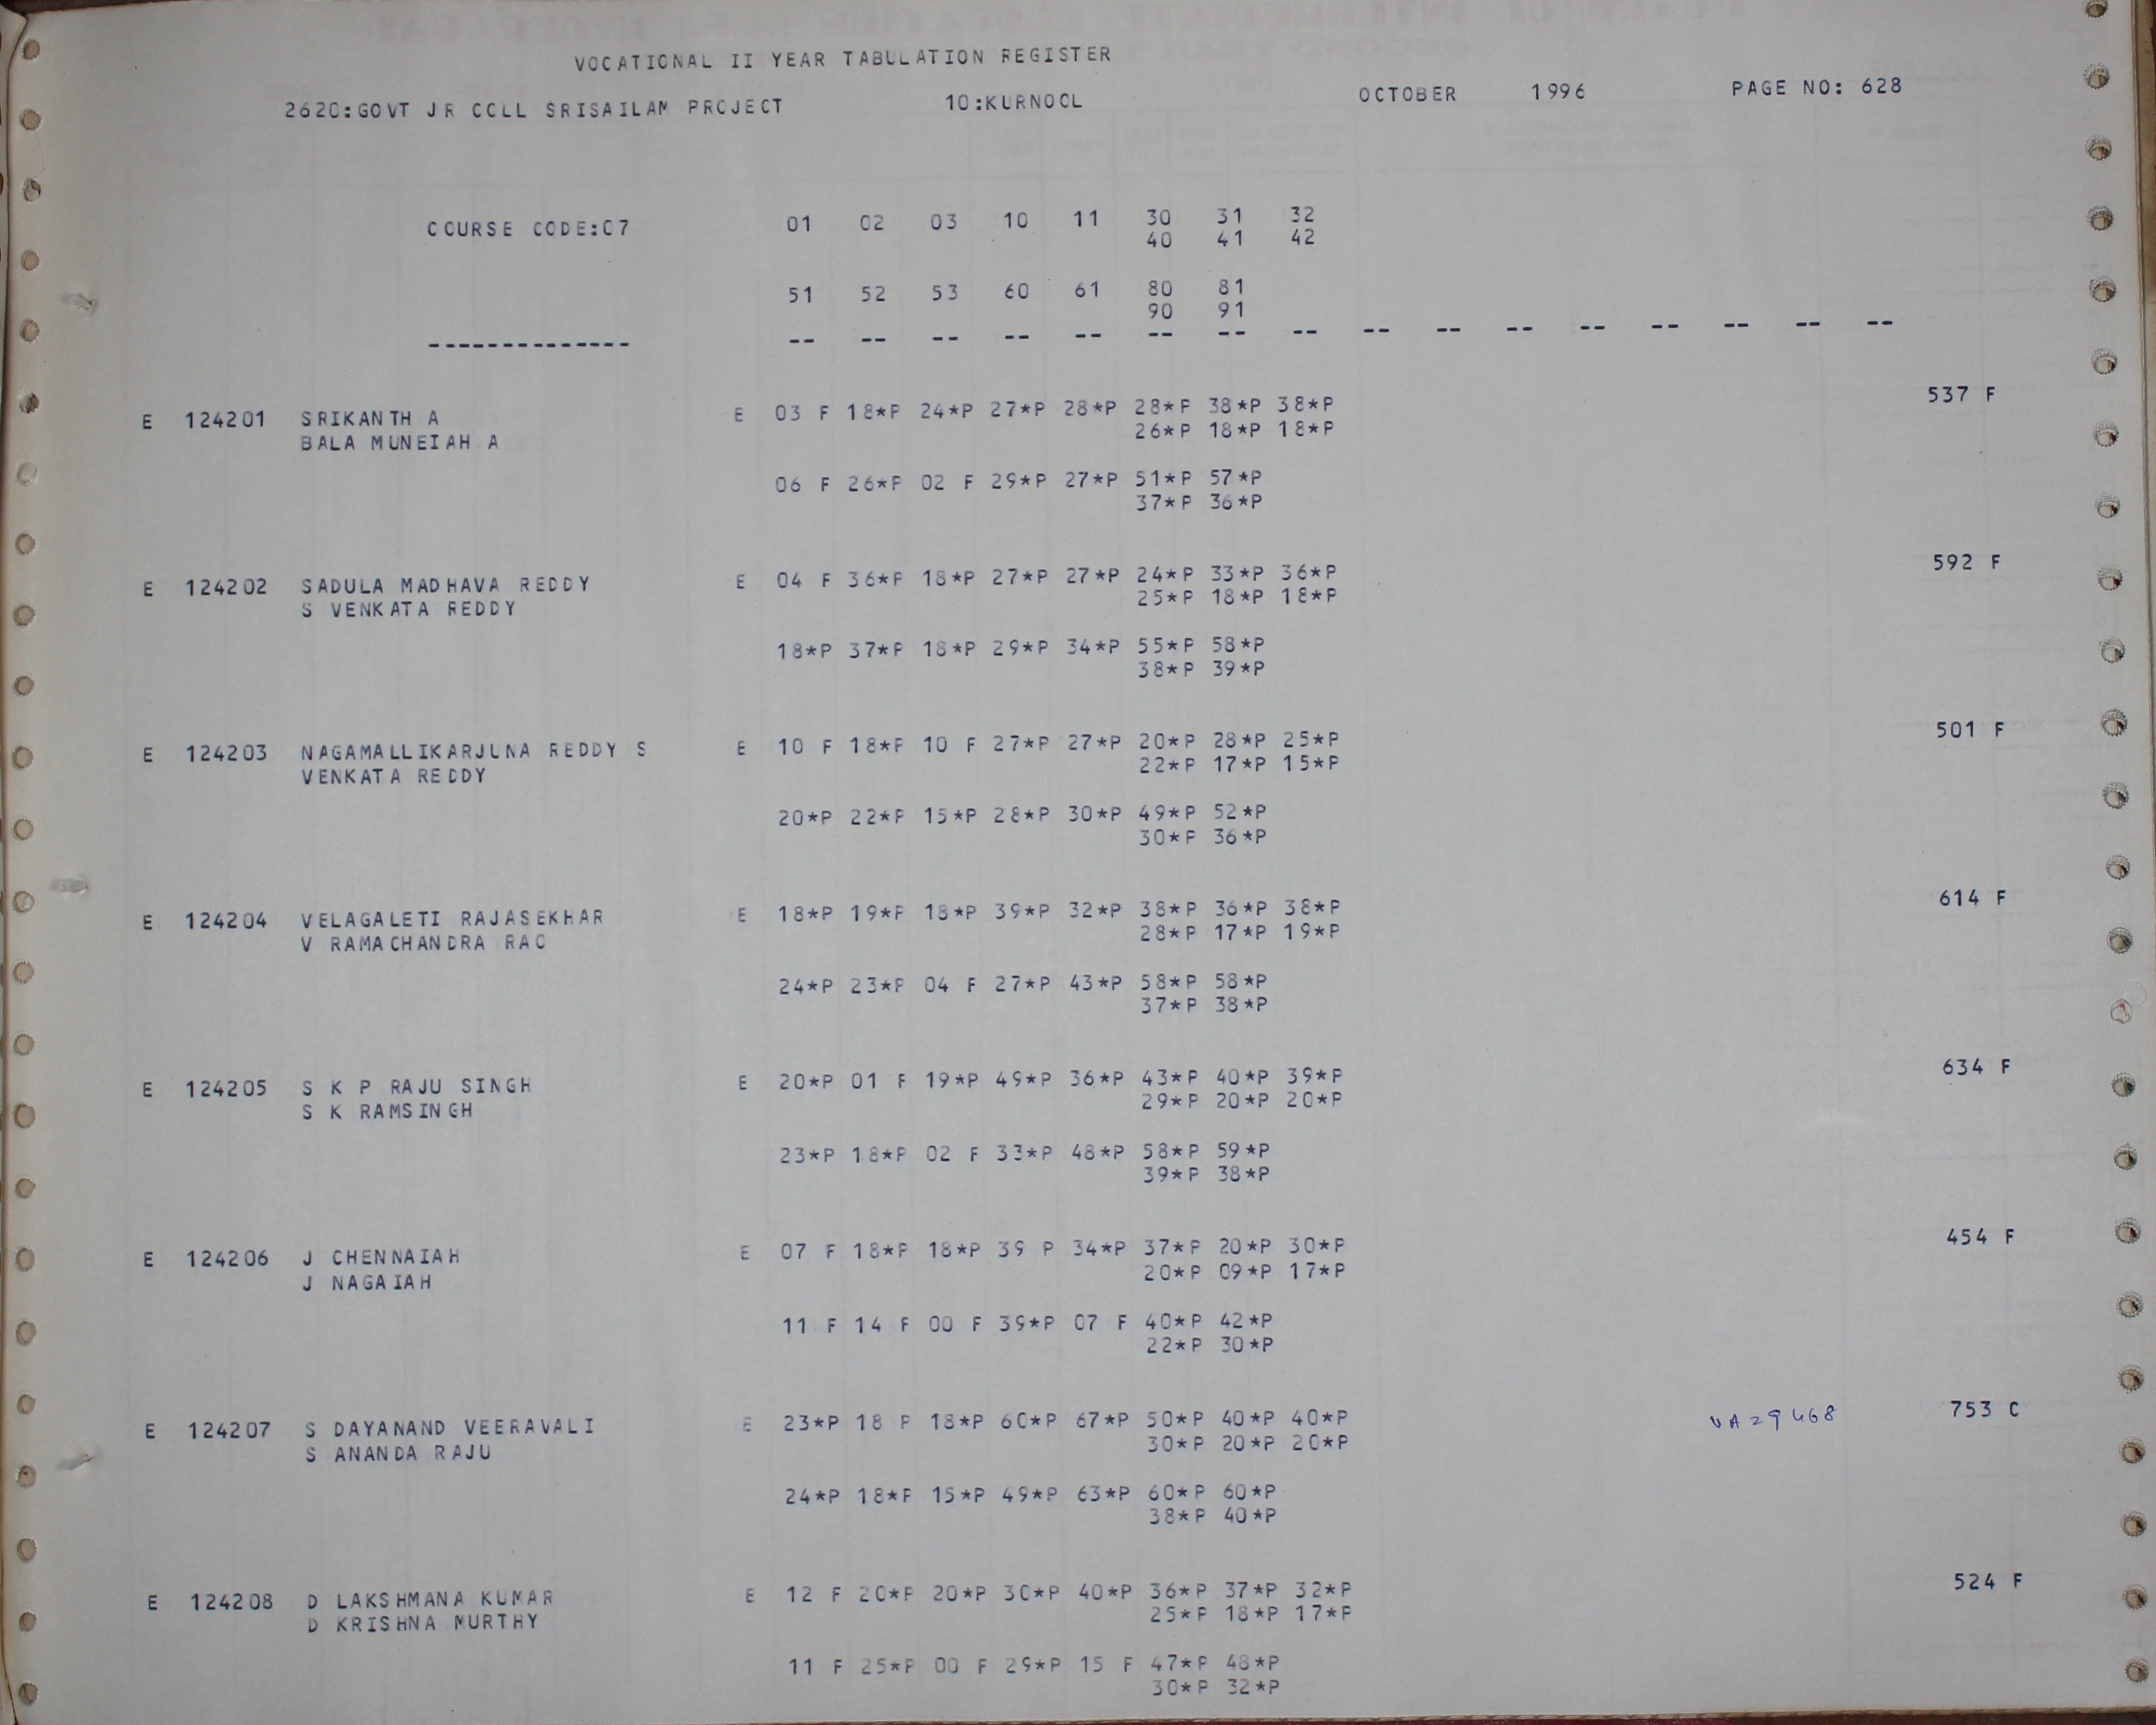 VOCATIONAL II YEAR TABULATION REGISTER
2620:GOVT JR COLL SRISAILAM PROJECT 10:KURNOOL OCTOBER 1996 PAGE NO: 628
COURSE CODE:07 01 02 03 10 11 30 31 32
40 41 42
51 52 53 60 61 80 81
90 91
-------------- -- -- -- -- -- -- -- -- -- -- -- -- -- -- -- --
E 124201 SRIKANTH A E 03 F 18*P 24*P 27*P 28*P 28*P 38*P 38*P 537 F
BALA MUNEIAH A 26*P 18*P 18*P
06 F 26*P 02 F 29*P 27*P 51*P 57*P
37*P 36*P
E 124202 SADULA MADHAVA REDDY E 04 F 36*P 18*P 27*P 27*P 24*P 33*P 36*P 592 F
S VENKATA REDDY 25*P 18*P 18*P
18*P 37*P 18*P 29*P 34*P 55*P 58*P
38*P 39*P
E 124203 NAGAMALLIKARJUNA REDDY S E 10 F 18*P 10 F 27*P 27*P 20*P 28*P 25*P 501 F
VENKATA REDDY 22*P 17*P 15*P
20*P 22*P 15*P 28*P 30*P 49*P 52*P
30*P 36*P
E 124204 VELAGALETI RAJASEKHAR E 18*P 19*P 18*P 39*P 32*P 38*P 36*P 38*P 614 F
V RAMACHANDRA RAO 28*P 17*P 19*P
24*P 23*P 04 F 27*P 43*P 58*P 58*P
37*P 38*P
E 124205 S K P RAJU SINGH E 20*P 01 F 19*P 49*P 36*P 43*P 40*P 39*P 634 F
S K RAMSINGH 29*P 20*P 20*P
23*P 18*P 02 F 33*P 48*P 58*P 59*P
39*P 38*P
E 124206 J CHENNAIAH E 07 F 18*P 18*P 39 P 34*P 37*P 20*P 30*P 454 F
J NAGAIAH 20*P 09*P 17*P
11 F 14 F 00 F 39*P 07 F 40*P 42*P
22*P 30*P
E 124207 S DAYANAND VEERAVALI E 23*P 18 P 18*P 60*P 67*P 50*P 40*P 40*P VA29468 753 C
S ANANDA RAJU 30*P 20*P 20*P
24*P 18*P 15*P 49*P 63*P 60*P 60*P
38*P 40*P
E 124208 D LAKSHMANA KUMAR E 12 F 20*P 20*P 30*P 40*P 36*P 37*P 32*P 524 F
D KRISHNA MURTHY 25*P 18*P 17*P
11 F 25*P 00 F 29*P 15 F 47*P 48*P
30*P 32*P